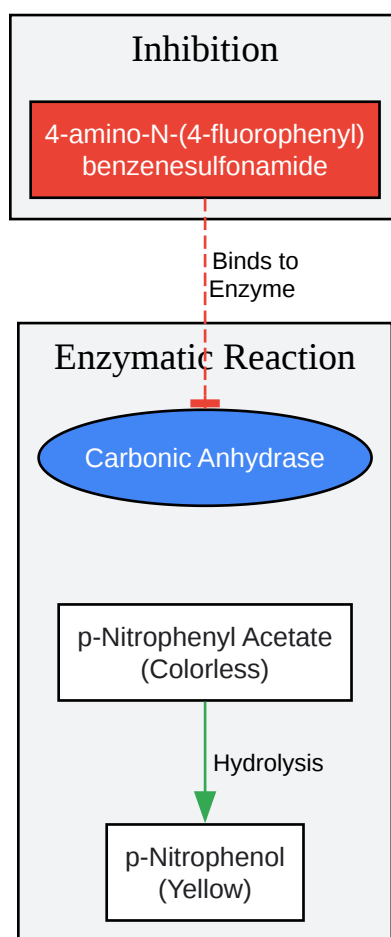 Inhibition
4-amino-N-(4-fluorophenyl)
benzenesulfonamide
Binds to
Enzyme
Enzymatic Reaction
Carbonic Anhydrase
p-Nitrophenyl Acetate
(Colorless)
Hydrolysis
p-Nitrophenol
(Yellow)